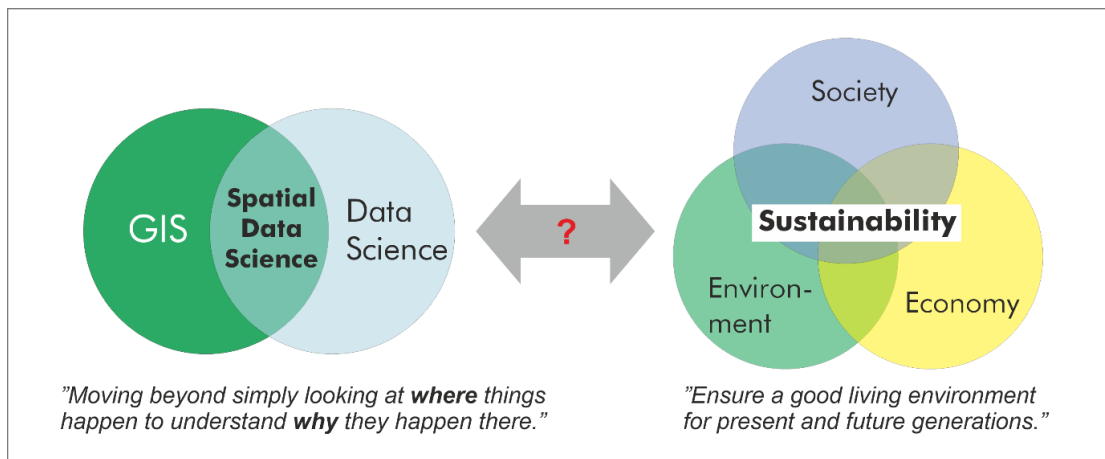 GIS
Spatial
Data
Science
Data
Science
?
Society
Sustainability
Environ-
ment
Economy
”Moving beyond simply looking at where things
happen to understand why they happen there.”
”Ensure a good living environment
for present and future generations.”